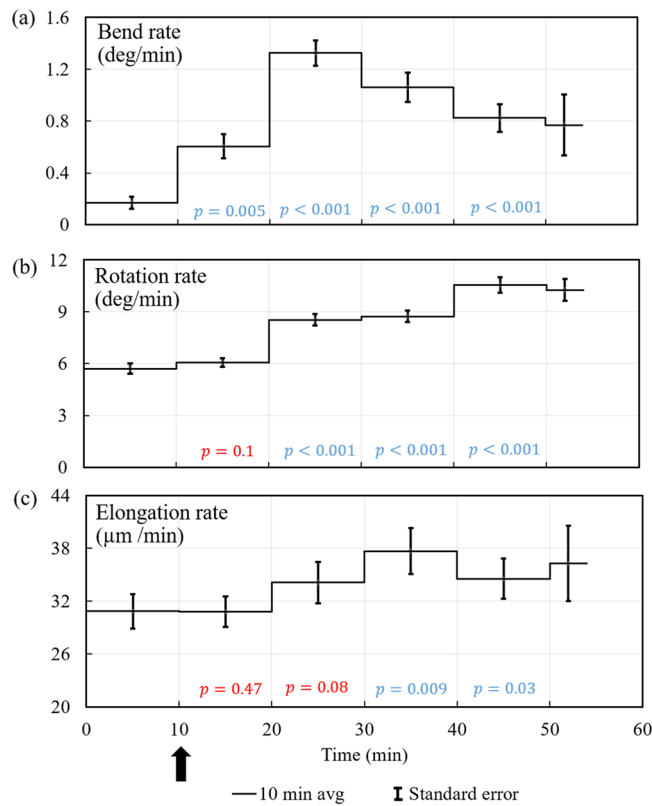 (a)
1.6
Bend rate
(deg/min)
1.2
0.8
0.4
p = 0.005 p < 0.001 p < 0.001 p < 0.001
0
(b)
12
Rotation rate
(deg/min)
9
6
3
p = 0.1 p < 0.001 p < 0.001 p < 0.001
0
(c)
44
Elongation rate
(µm /min)
38
32
26
p = 0.47 p = 0.08 p = 0.009 p = 0.03
20
0 10 20 30 40 50 60
Time (min)
10 min avg Standard error